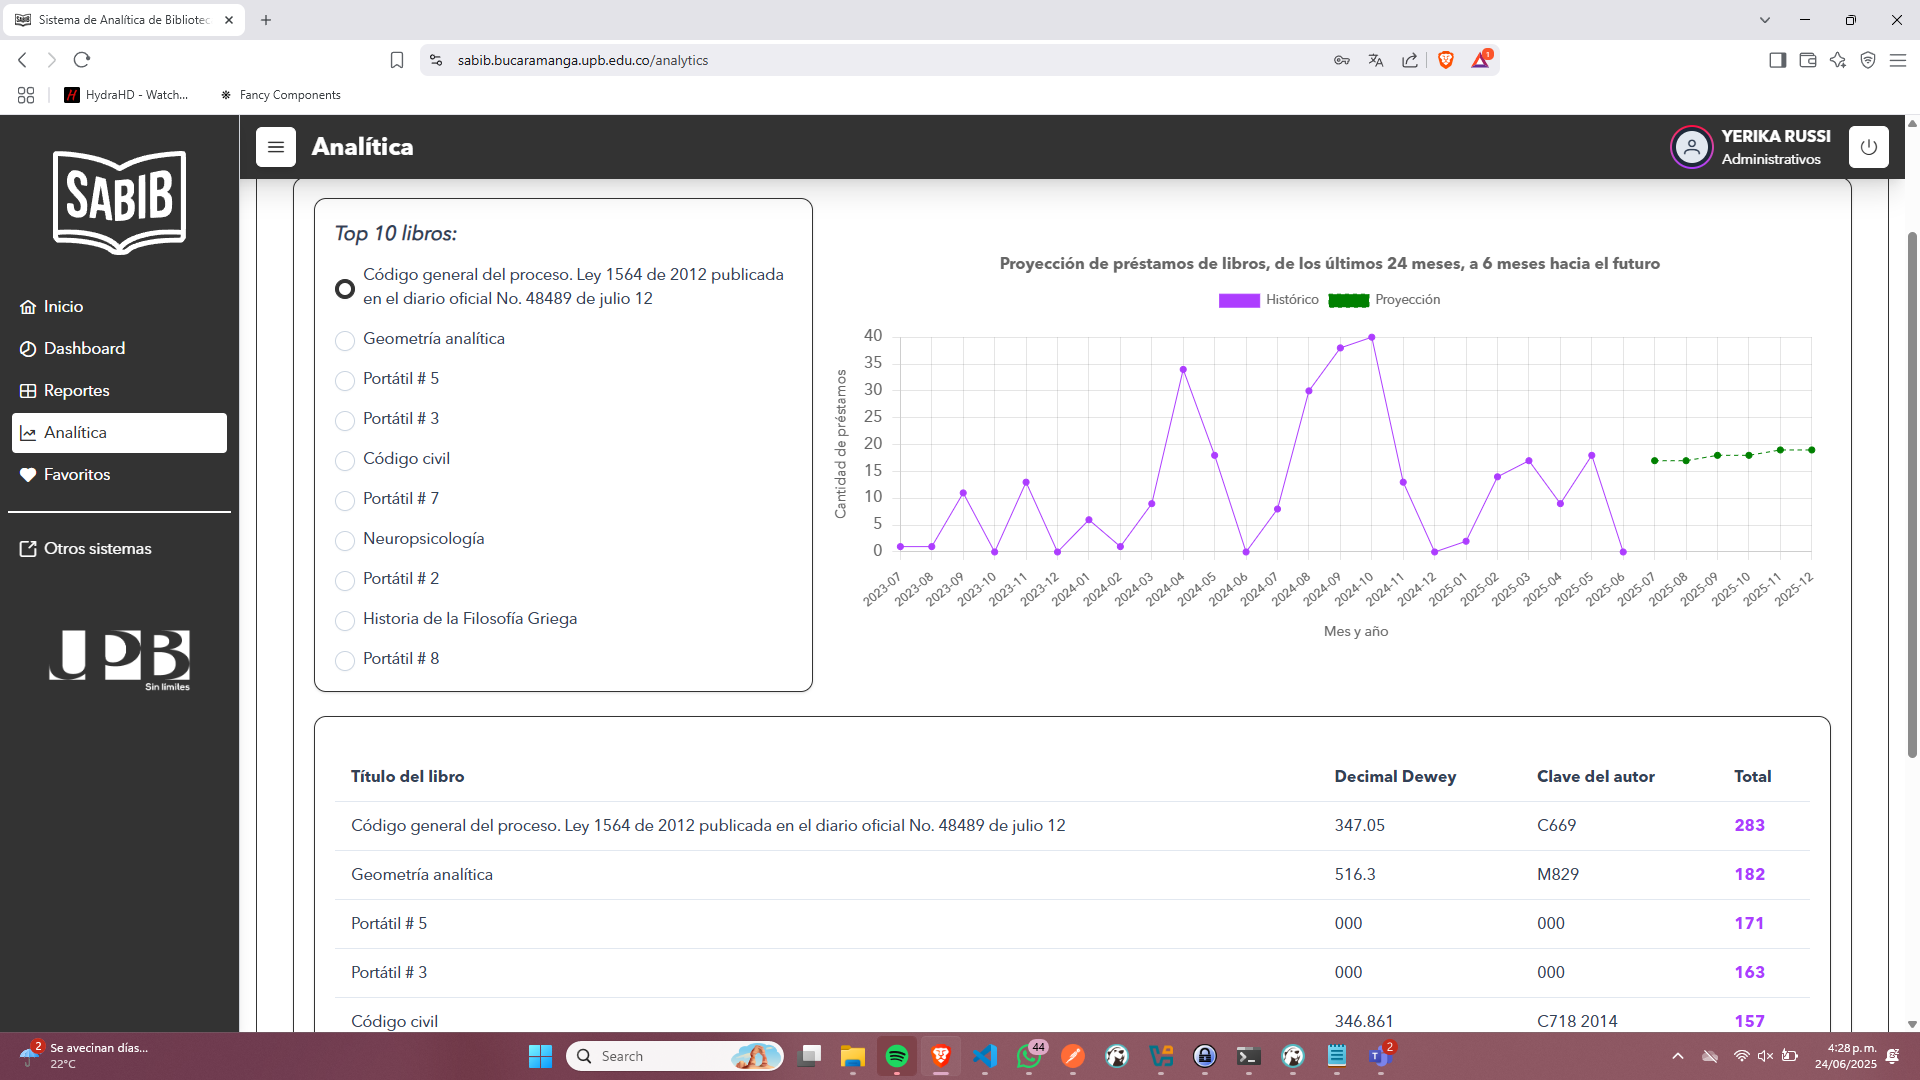 Sistema de Analítica de Bibliotec
sabib.bucaramanga.upb.edu.co/analytics
1
HydraHD - Watch...
Fancy Components
SABIB
Analítica
YERIKA RUSSI
Administrativos
Inicio
Dashboard
Reportes
Analítica
Favoritos
Otros sistemas
UPB
Sin límites
Top 10 libros:
Código general del proceso. Ley 1564 de 2012 publicada
en el diario oficial No. 48489 de julio 12
Geometría analítica
Portátil # 5
Portátil # 3
Código civil
Portátil # 7
Neuropsicología
Portátil # 2
Historia de la Filosofía Griega
Portátil # 8
Proyección de préstamos de libros, de los últimos 24 meses, a 6 meses hacia el futuro
Histórico Proyección
Cantidad de préstamos
40
35
30
25
20
15
10
5
0
2023-07 2023-08 2023-09 2023-10 2023-11 2023-12 2024-01 2024-02 2024-03 2024-04 2024-05 2024-06 2024-07 2024-08 2024-09 2024-10 2024-11 2024-12 2025-01 2025-02 2025-03 2025-04 2025-05 2025-06 2025-07 2025-08 2025-09 2025-10 2025-11 2025-12
Mes y año
Título del libro Decimal Dewey Clave del autor Total
Código general del proceso. Ley 1564 de 2012 publicada en el diario oficial No. 48489 de julio 12 347.05 C669 283
Geometría analítica 516.3 M829 182
Portátil # 5 000 000 171
Portátil # 3 000 000 163
Código civil 346.861 C718 2014 157
2
Se avecinan días...
22°C
Search
44
2
4:28 p. m.
24/06/2025